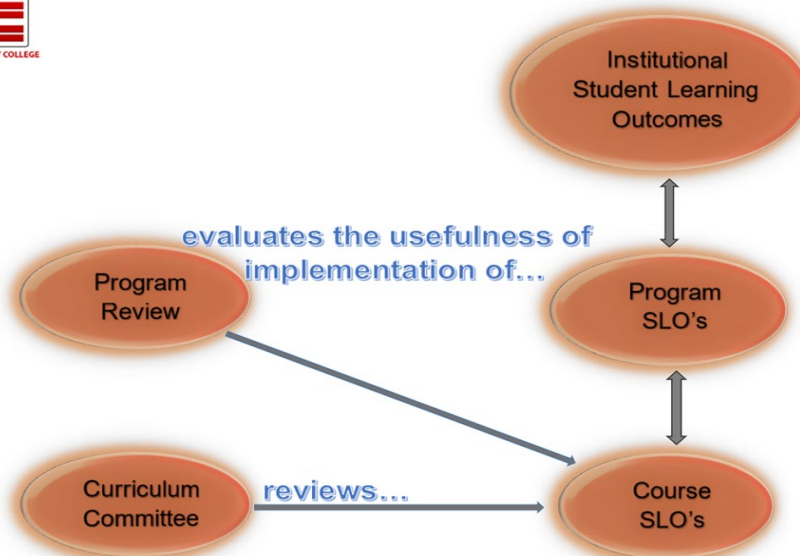 COLLEGE
Institutional
Student Learning
Outcomes
evaluates the usefulness of
implementation of...
Program
Review
Program
SLO's
Curriculum
Committee
reviews...
Course
SLO's